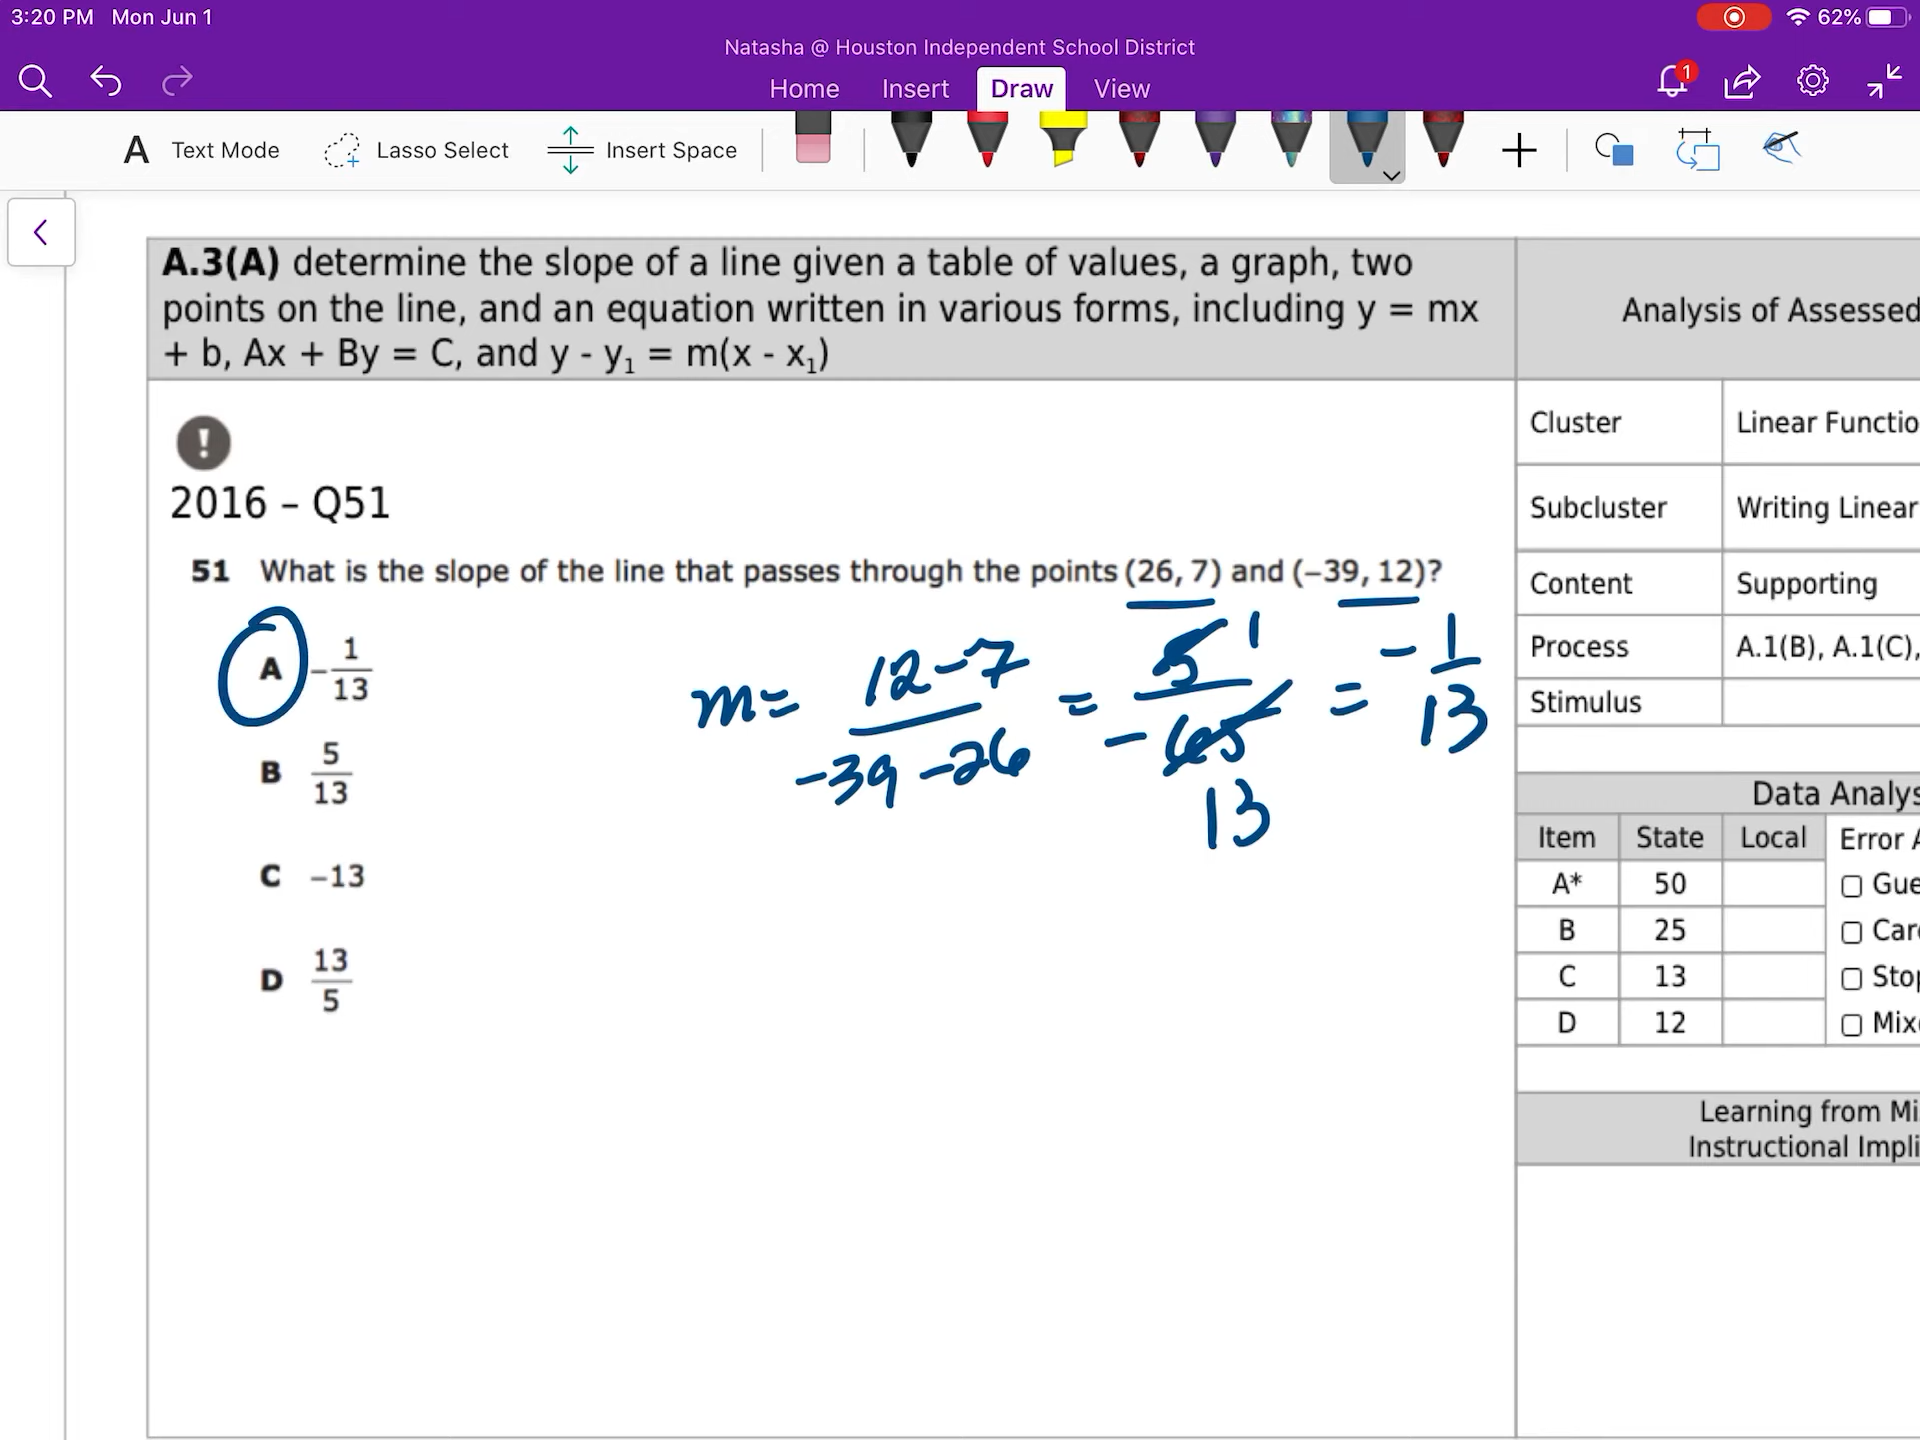 3:20 PM Mon Jun 1
62%
Natasha @ Houston Independent School District
Home Insert Draw View
1
A Text Mode Lasso Select Insert Space
A.3(A) determine the slope of a line given a table of values, a graph, two
points on the line, and an equation written in various forms, including y = mx
+ b, Ax + By = C, and y - y₁ = m(x - x₁)
!
2016 – Q51
51 What is the slope of the line that passes through the points (26, 7) and (–39, 12)?
A –1/13
B 5/13
C –13
D 13/5
m = 12-7 / -39-26 = 5 / -65 = -1/13
1
13
Analysis of Assessed
Cluster Linear Functio
Subcluster Writing Linear
Content Supporting
Process A.1(B), A.1(C),
Stimulus
Data Analys
Item State Local Error A
A* 50 Gue
B 25 Car
C 13 Stop
D 12 Mix
Learning from Mi
Instructional Impli